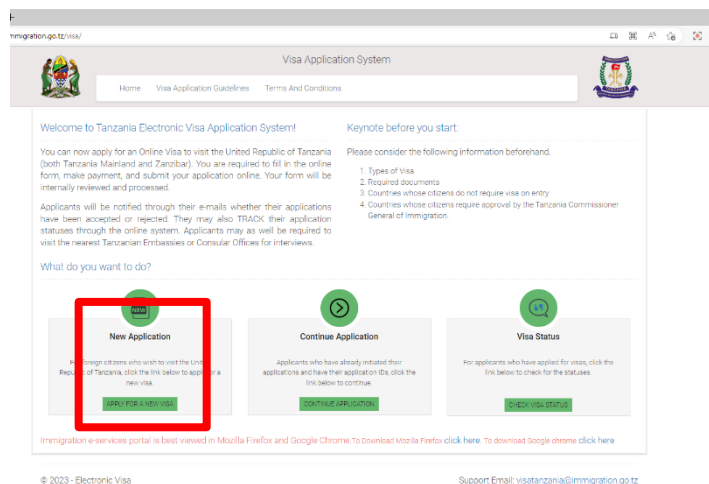 mmigration.go.tz/visa/
Visa Application System
Home Visa Application Guidelines Terms And Conditions
Welcome to Tanzania Electronic Visa Application System!
You can now apply for an Online Visa to visit the United Republic of Tanzania
(both Tanzania Mainland and Zanzibar). You are required to fill in the online
form, make payment, and submit your application online. Your form will be
internally reviewed and processed.
Applicants will be notified through their e-mails whether their applications
have been accepted or rejected. They may also TRACK their application
statuses through the online system. Applicants may as well be required to
visit the nearest Tanzanian Embassies or Consular Offices for interviews.
Keynote before you start:
Please consider the following information beforehand.
1. Types of Visa
2. Required documents
3. Countries whose citizens do not require visa on entry
4. Countries whose citizens require approval by the Tanzania Commissioner
General of Immigration.
What do you want to do?
NEW
New Application
foreign citizens who wish to visit the Unit
Repu of Tanzania, click the link below to apply for a
new visa.
APPLY FOR A NEW VISA
Continue Application
Applicants who have already initiated their
applications and have their application IDs, click the
link below to continue.
CONTINUE APPLICATION
Visa Status
For applicants who have applied for visas, click the
link below to check for the statuses.
CHECK VISA STATUS
Immigration e-services portal is best viewed in Mozilla Firefox and Google Chrome. To Download Mozilla Firefox click here. To download Google chrome click here
© 2023 - Electronic Visa
Support Email: visatanzania@immigration.go.tz